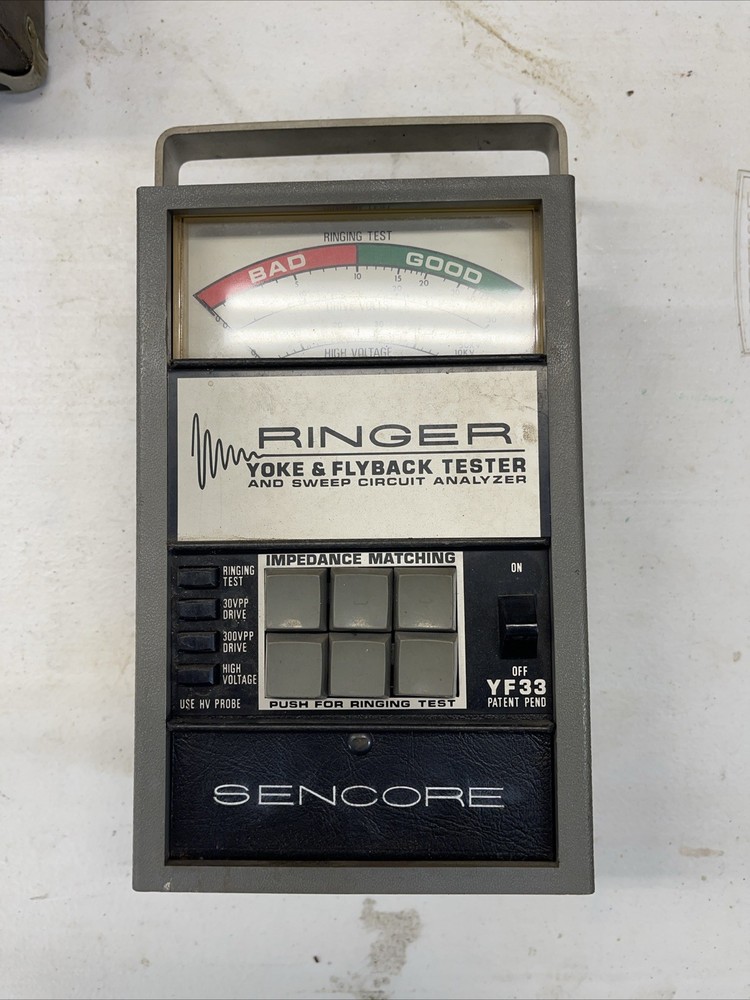 RINGING TEST
BAD GOOD
5 10 15 20
HIGH VOLTAGE 10KV
RINGER
YOKE & FLYBACK TESTER
AND SWEEP CIRCUIT ANALYZER
IMPEDANCE MATCHING
RINGING
TEST
30VPP
DRIVE
300VPP
DRIVE
HIGH
VOLTAGE
USE HV PROBE
PUSH FOR RINGING TEST
ON
OFF
YF33
PATENT PEND
SENCORE